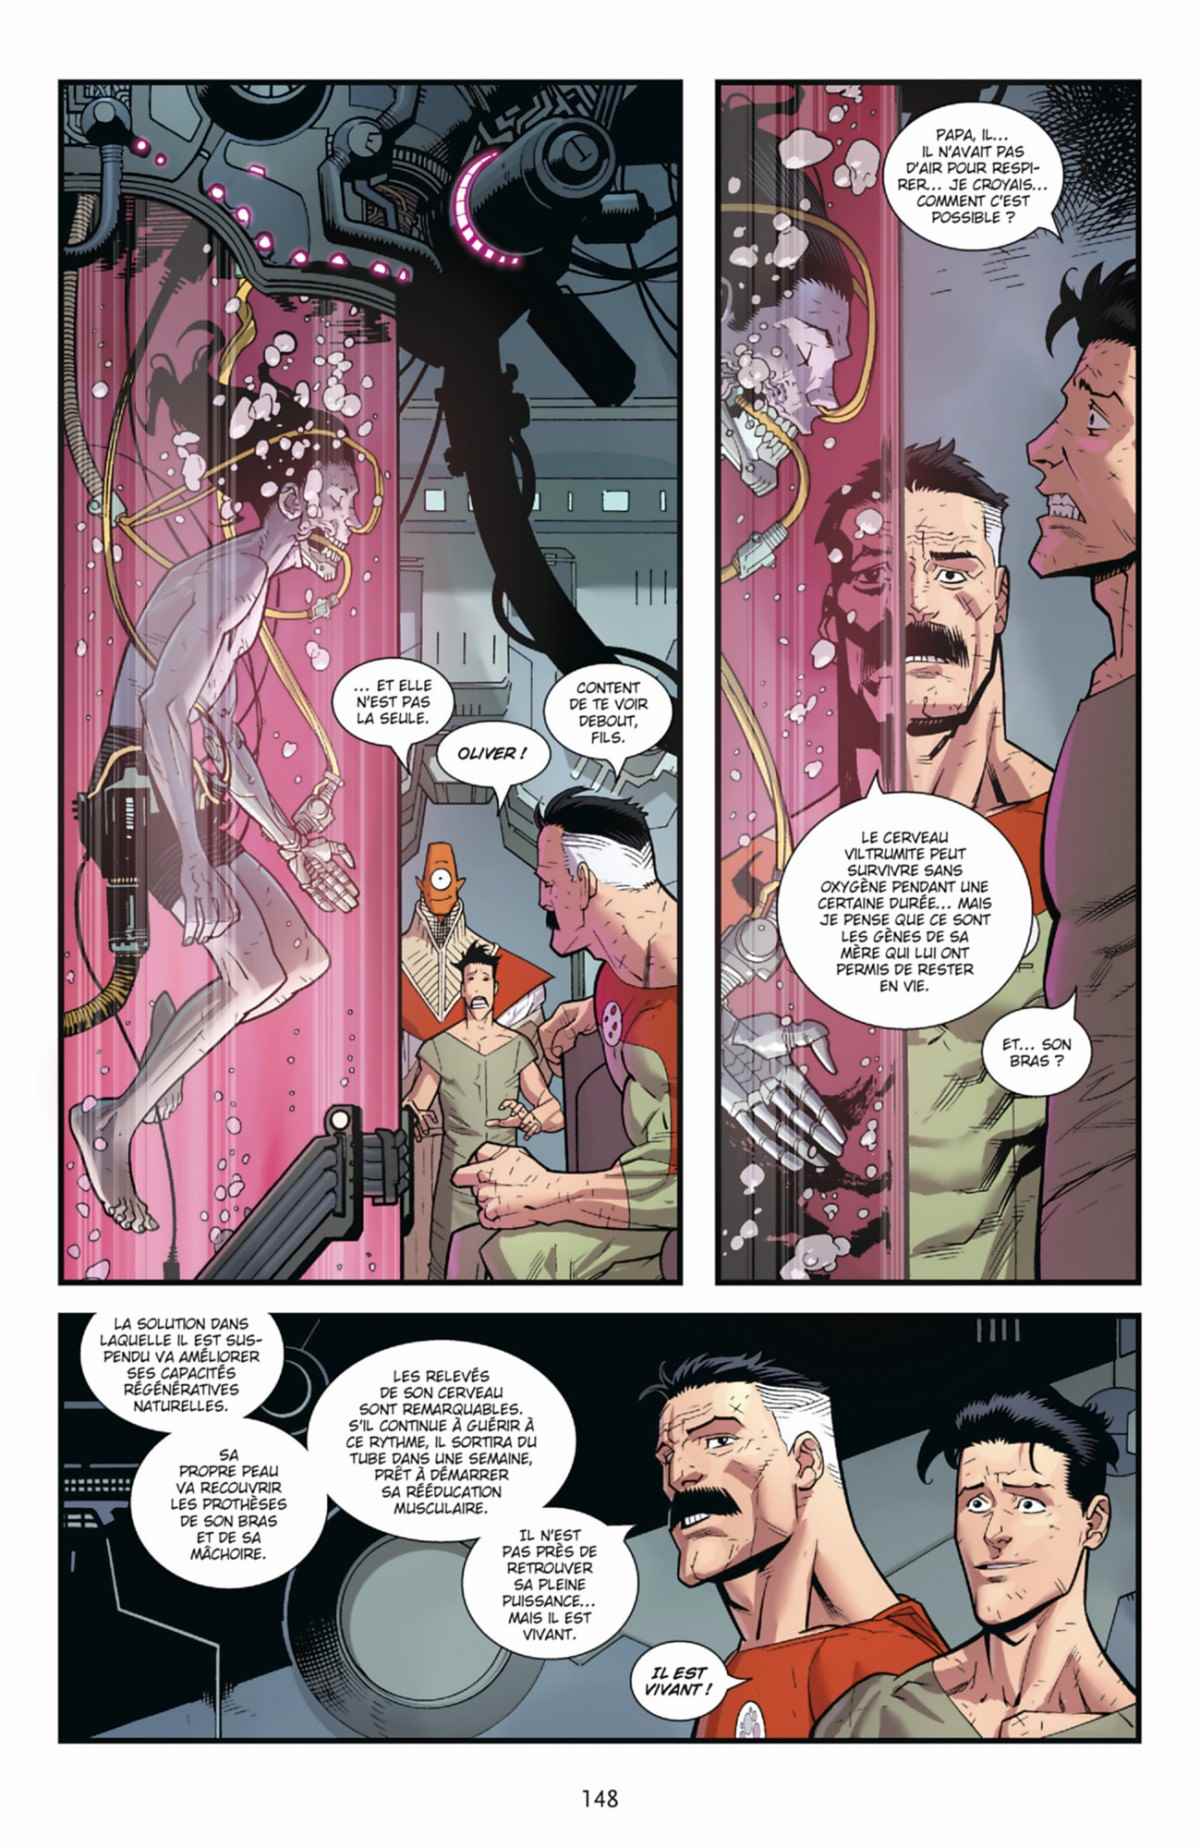 ... ET ELLE
N'EST PAS
LA SEULE.
OLIVER !
CONTENT
DE TE VOIR
DEBOUT,
FILS.
PAPA, IL...
IL N'AVAIT PAS
D'AIR POUR RESPI-
RER... JE CROYAIS...
COMMENT C'EST
POSSIBLE ?
LE CERVEAU
VILTRUMITE PEUT
SURVIVRE SANS
OXYGÈNE PENDANT UNE
CERTAINE DURÉE... MAIS
JE PENSE QUE CE SONT
LES GÈNES DE SA
MÈRE QUI LUI ONT
PERMIS DE RESTER
EN VIE.
ET... SON
BRAS ?
LA SOLUTION DANS
LAQUELLE IL EST SUS-
PENDU VA AMÉLIORER
SES CAPACITÉS
RÉGÉNÉRATIVES
NATURELLES.
SA
PROPRE PEAU
VA RECOUVRIR
LES PROTHÈSES
DE SON BRAS
ET DE SA
MÂCHOIRE.
LES RELEVÉS
DE SON CERVEAU
SONT REMARQUABLES.
S'IL CONTINUE À GUÉRIR À
CE RYTHME, IL SORTIRA DU
TUBE DANS UNE SEMAINE,
PRÊT À DÉMARRER
SA RÉÉDUCATION
MUSCULAIRE.
IL N'EST
PAS PRÈS DE
RETROUVER
SA PLEINE
PUISSANCE...
MAIS IL EST
VIVANT.
IL EST
VIVANT !
148